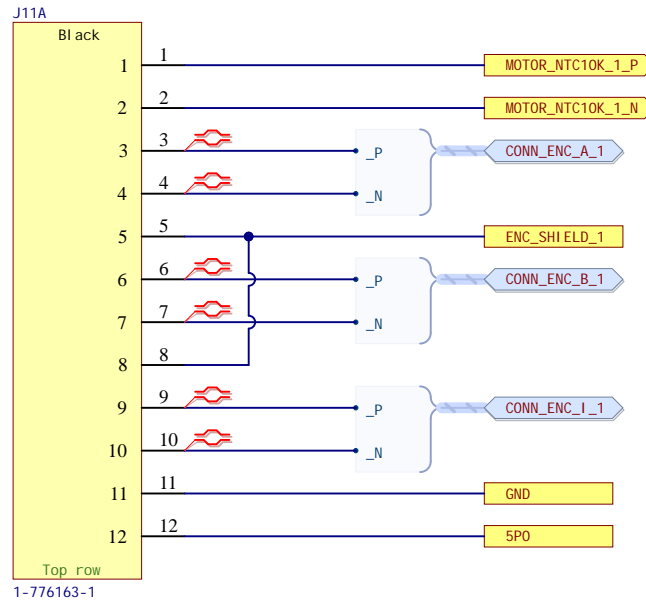 J11A
Black
1 1 MOTOR_NTC10K_1_P
2 2 MOTOR_NTC10K_1_N
3 3 _P CONN_ENC_A_1
4 4 _N
5 5 ENC_SHIELD_1
6 6 _P CONN_ENC_B_1
7 7 _N
8 8
9 9 _P CONN_ENC_I_1
10 10 _N
11 11 GND
12 12 5P0
Top row
1-776163-1